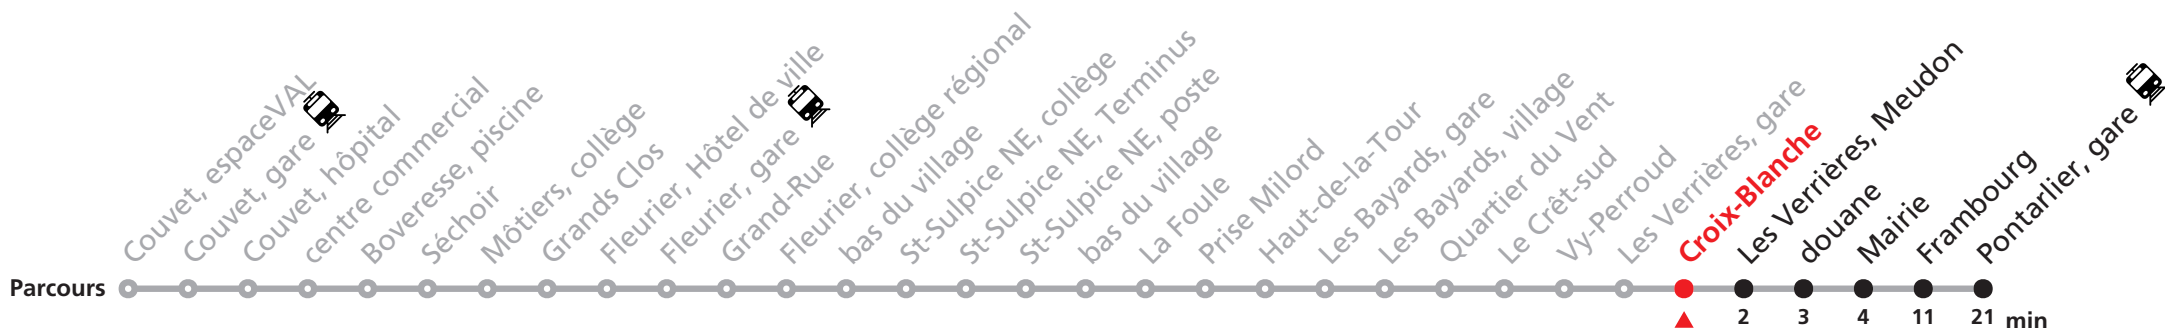 Couvet, espaceVAL
Couvet, gare
Couvet, hôpital
centre commercial
Boveresse, piscine
Séchoir
Môtiers, collège
Grands Clos
Fleurier, Hôtel de ville
Fleurier, gare
Grand-Rue
Fleurier, collège régional
bas du village
St-Sulpice NE, collège
St-Sulpice NE, Terminus
St-Sulpice NE, poste
bas du village
La Foule
Prise Milord
Haut-de-la-Tour
Les Bayards, gare
Les Bayards, village
Quartier du Vent
Le Crêt-sud
Vy-Perroud
Les Verrières, gare
Croix-Blanche
Les Verrières, Meudon
douane
Mairie
Frambourg
Pontarlier, gare
Parcours
2 3 4 11 21 min